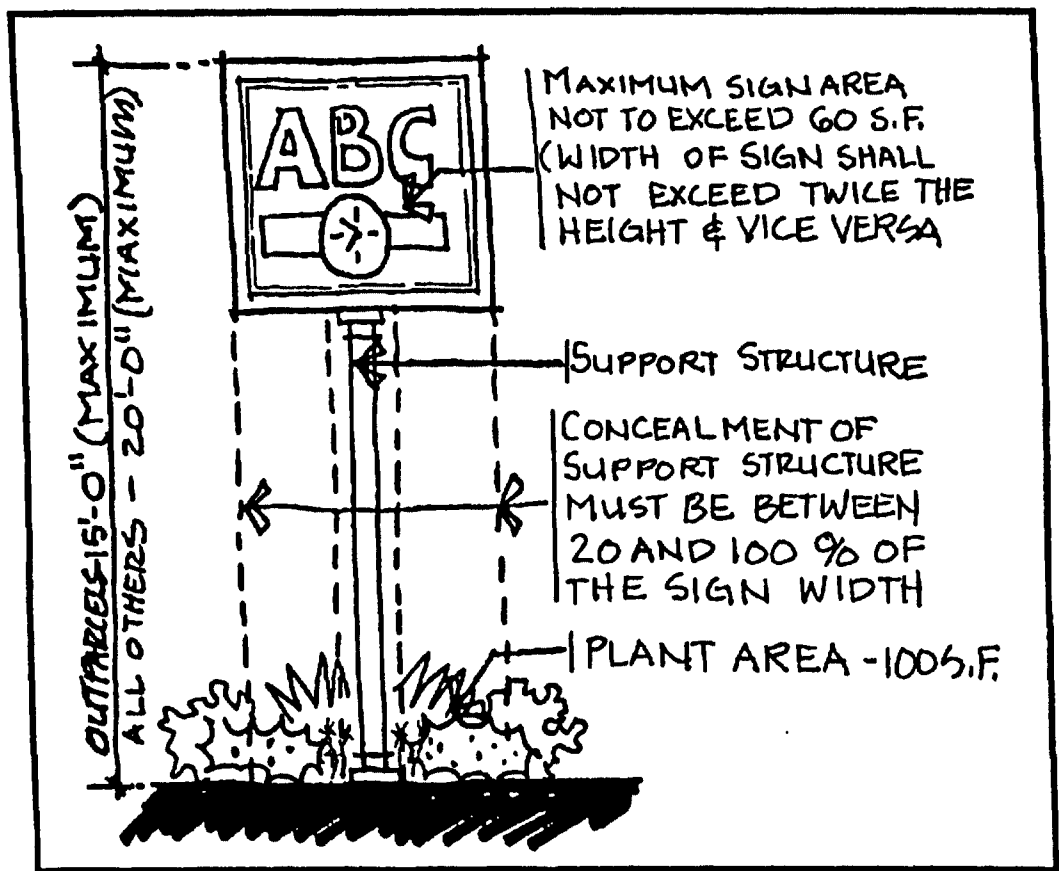 OUTPARCELS 15'-0" (MAXIMUM)
ALL OTHERS - 20'-0" (MAXIMUM)
ABC
MAXIMUM SIGN AREA
NOT TO EXCEED 60 S.F.
(WIDTH OF SIGN SHALL
NOT EXCEED TWICE THE
HEIGHT & VICE VERSA
SUPPORT STRUCTURE
CONCEALMENT OF
SUPPORT STRUCTURE
MUST BE BETWEEN
20 AND 100 % OF
THE SIGN WIDTH
PLANT AREA - 100 S.F.